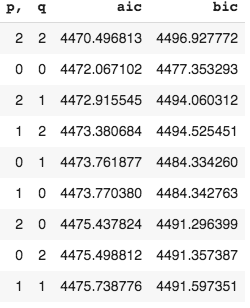 p, q aic bic
2 2 4470.496813 4496.927772
0 0 4472.067102 4477.353293
2 1 4472.915545 4494.060312
1 2 4473.380684 4494.525451
0 1 4473.761877 4484.334260
1 0 4473.770380 4484.342763
2 0 4475.437824 4491.296399
0 2 4475.498812 4491.357387
1 1 4475.738776 4491.597351